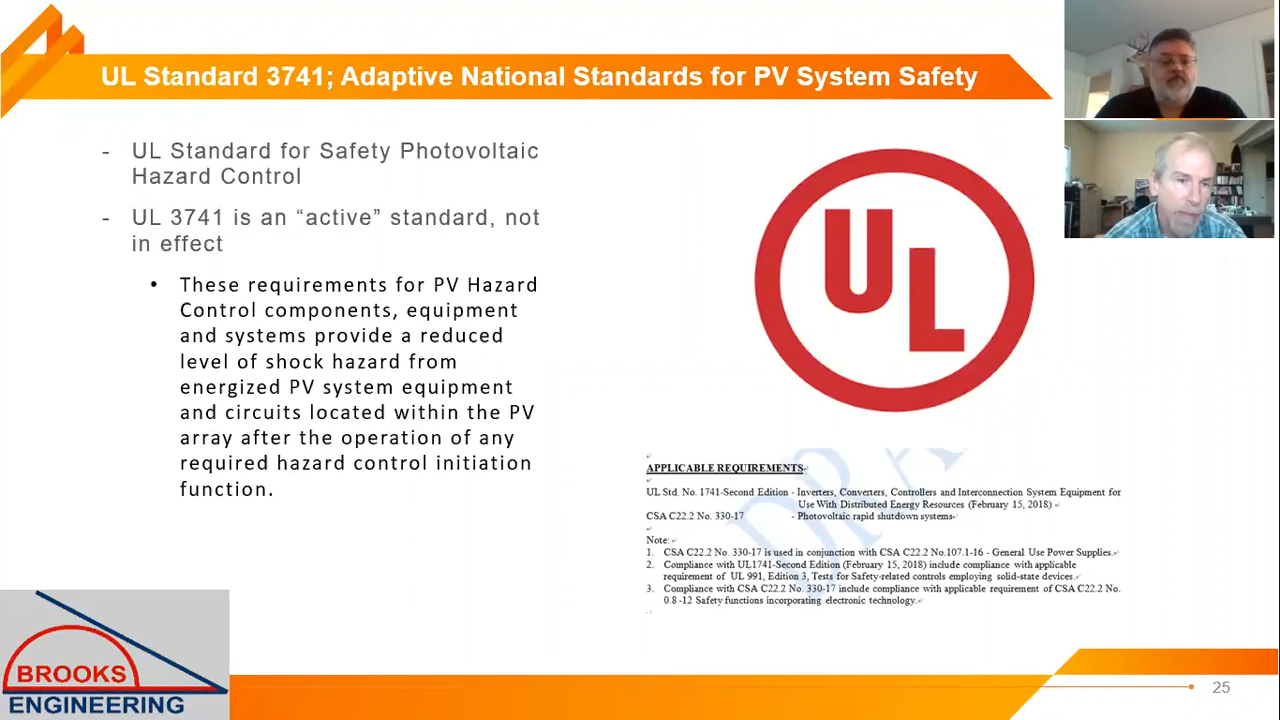 UL Standard 3741; Adaptive National Standards for PV System Safety
- UL Standard for Safety Photovoltaic
Hazard Control
- UL 3741 is an “active” standard, not
in effect
• These requirements for PV Hazard
Control components, equipment
and systems provide a reduced
level of shock hazard from
energized PV system equipment
and circuits located within the PV
array after the operation of any
required hazard control initiation
function.
UL
APPLICABLE REQUIREMENTS
UL Std. No. 1741-Second Edition - Inverters, Converters, Controllers and Interconnection System Equipment for
Use With Distributed Energy Resources (February 15, 2018)
CSA C22.2 No. 330-17 - Photovoltaic rapid shutdown systems
Note:
1. CSA C22.2 No. 330-17 is used in conjunction with CSA C22.2 No.107.1-16 - General Use Power Supplies.
2. Compliance with UL1741-Second Edition (February 15, 2018) include compliance with applicable
requirement of UL 991, Edition 3, Tests for Safety-related controls employing solid-state devices.
3. Compliance with CSA C22.2 No. 330-17 include compliance with applicable requirement of CSA C22.2 No.
0.8 -12 Safety functions incorporating electronic technology.
BROOKS
ENGINEERING
25